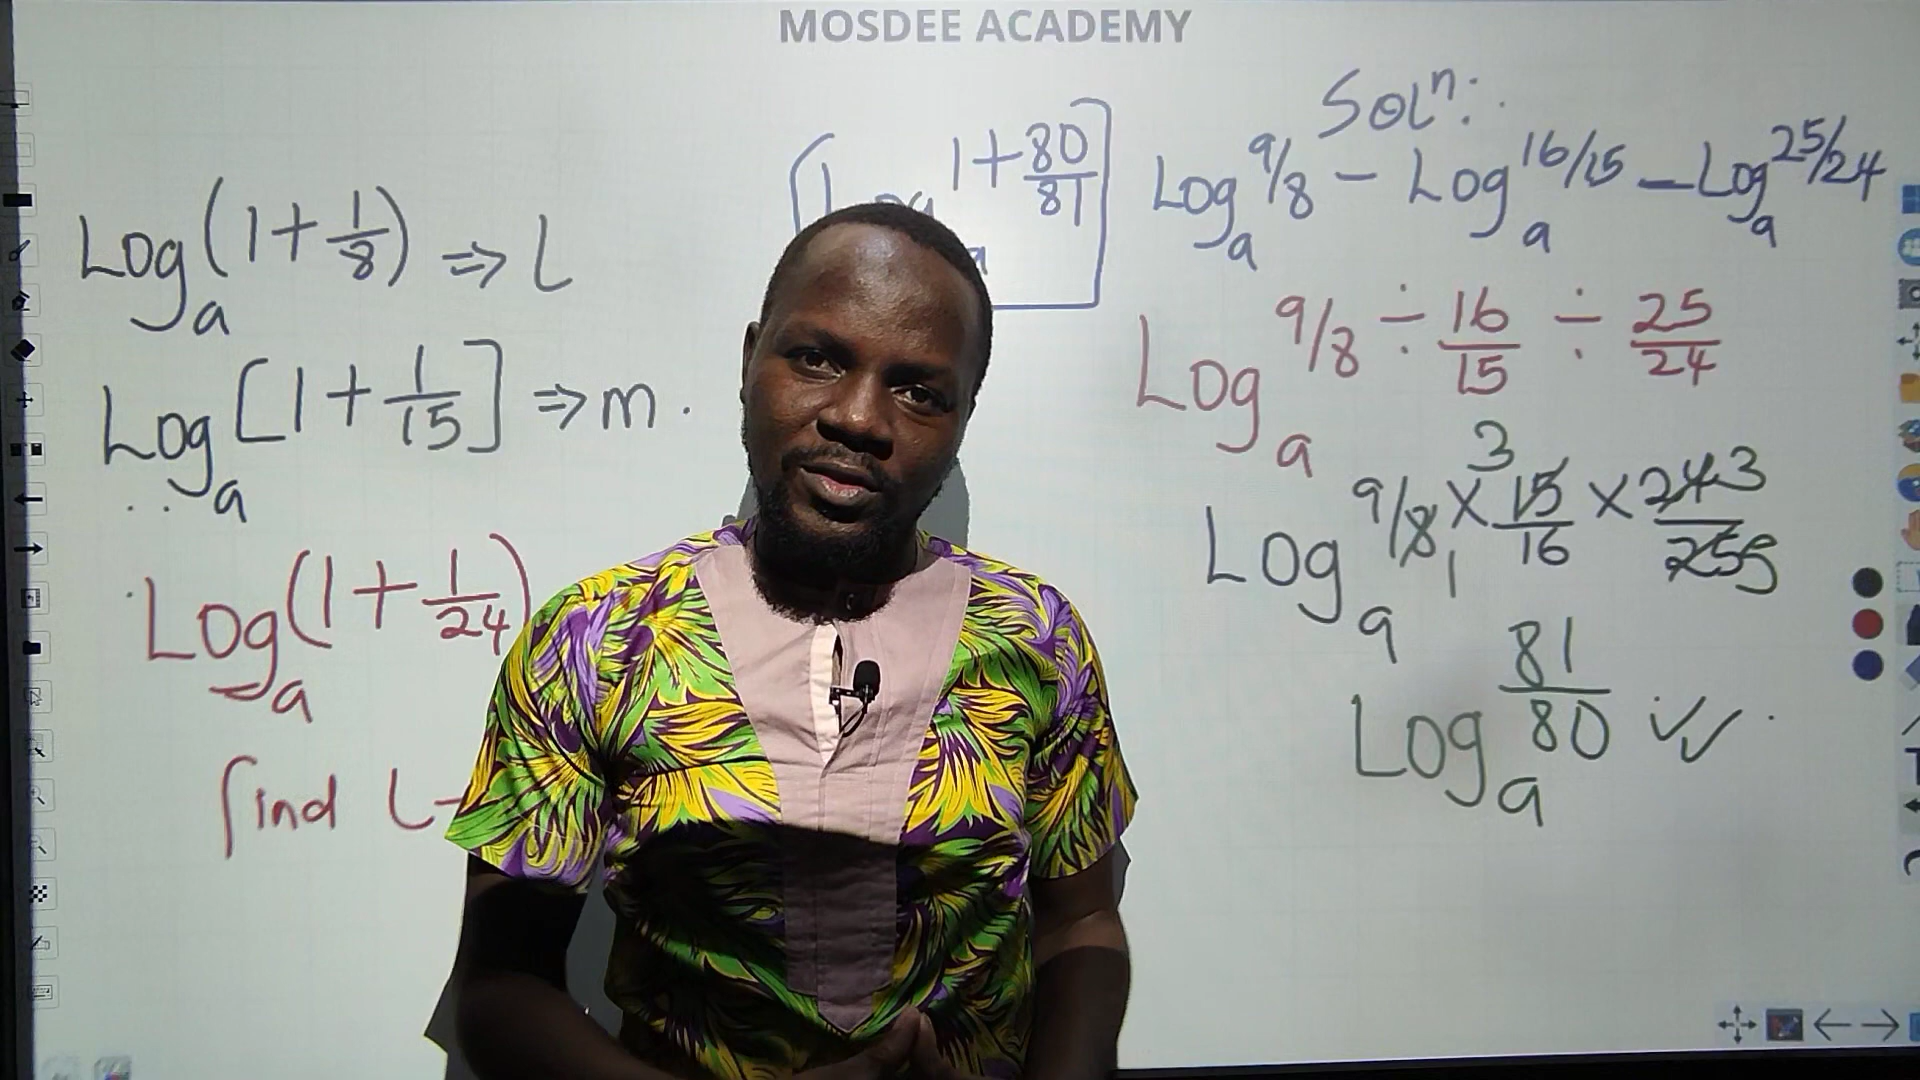 MOSDEE ACADEMY
Log_a(1+1/8) ⇒ L
Log_a[1+1/15] ⇒ m.
Log_a(1+1/24)
find L-
1+80/81
a
Solⁿ:
Log_a 9/8 - Log_a 16/15 - Log_a 25/24
Log_a 9/8 ÷ 16/15 ÷ 25/24
3
Log_a 9/8 1 × 15/16 × 24 3/25 5
Log_a 81/80 ✓✓